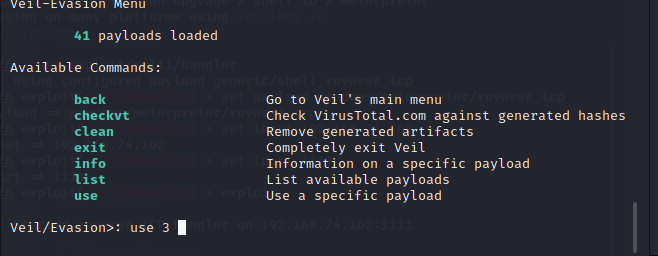 Veil-Evasion Menu
41 payloads loaded
Available Commands:
back Go to Veil's main menu
checkvt Check VirusTotal.com against generated hashes
clean Remove generated artifacts
exit Completely exit Veil
info Information on a specific payload
list List available payloads
use Use a specific payload
Veil/Evasion>: use 3